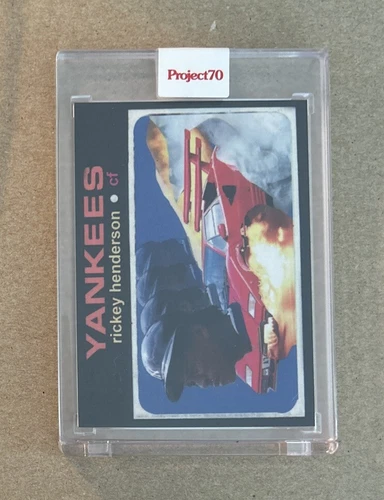 Project70
YANKEES
rickey henderson • cf